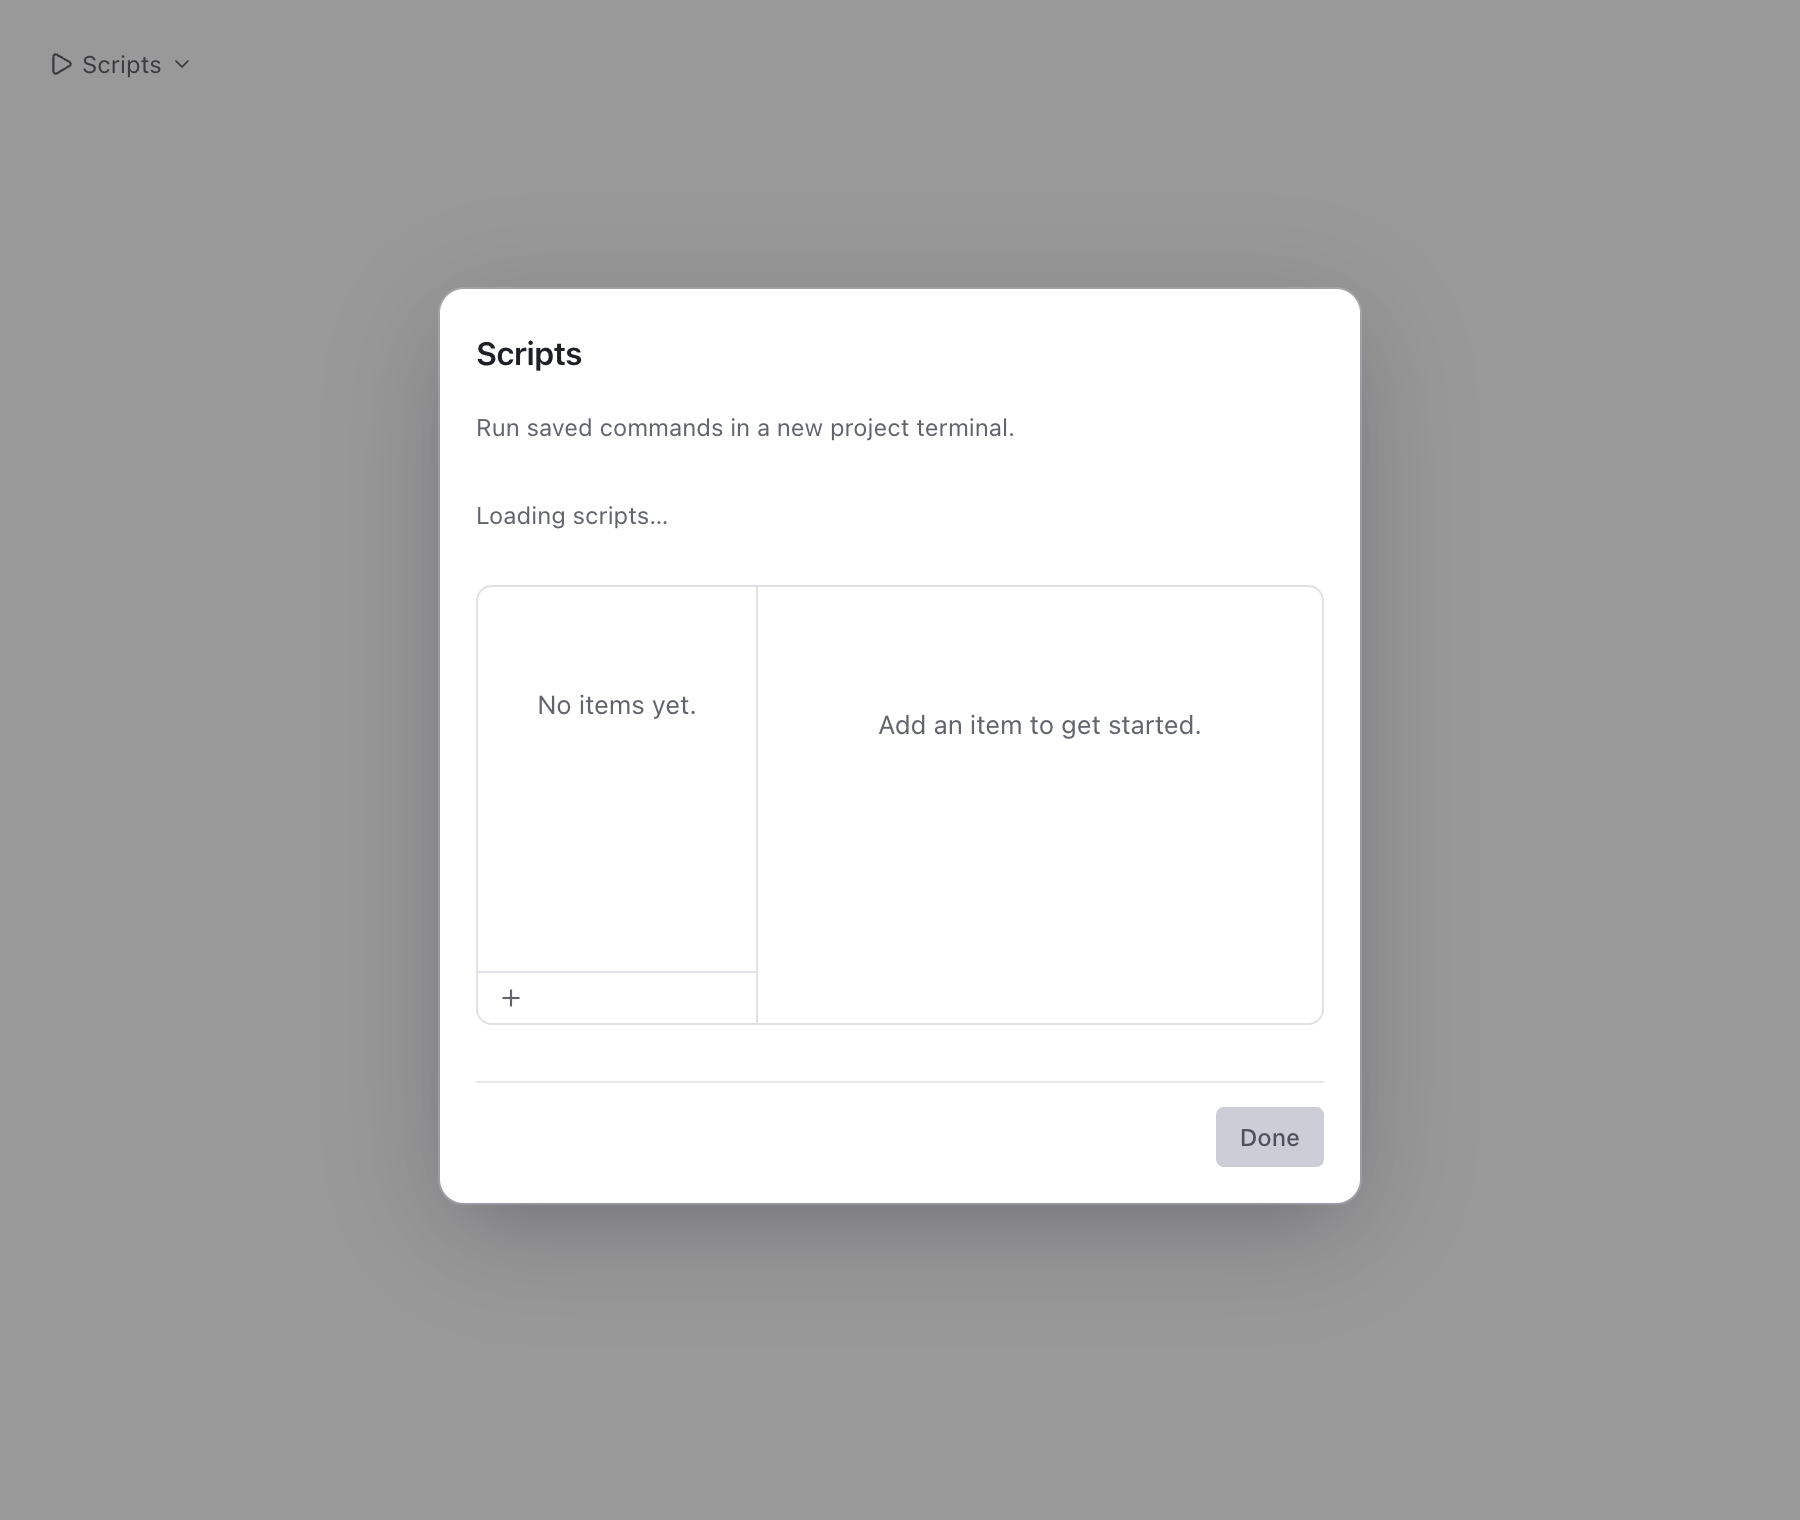 Scripts
Scripts
Run saved commands in a new project terminal.
Loading scripts...
No items yet.
Add an item to get started.
Done